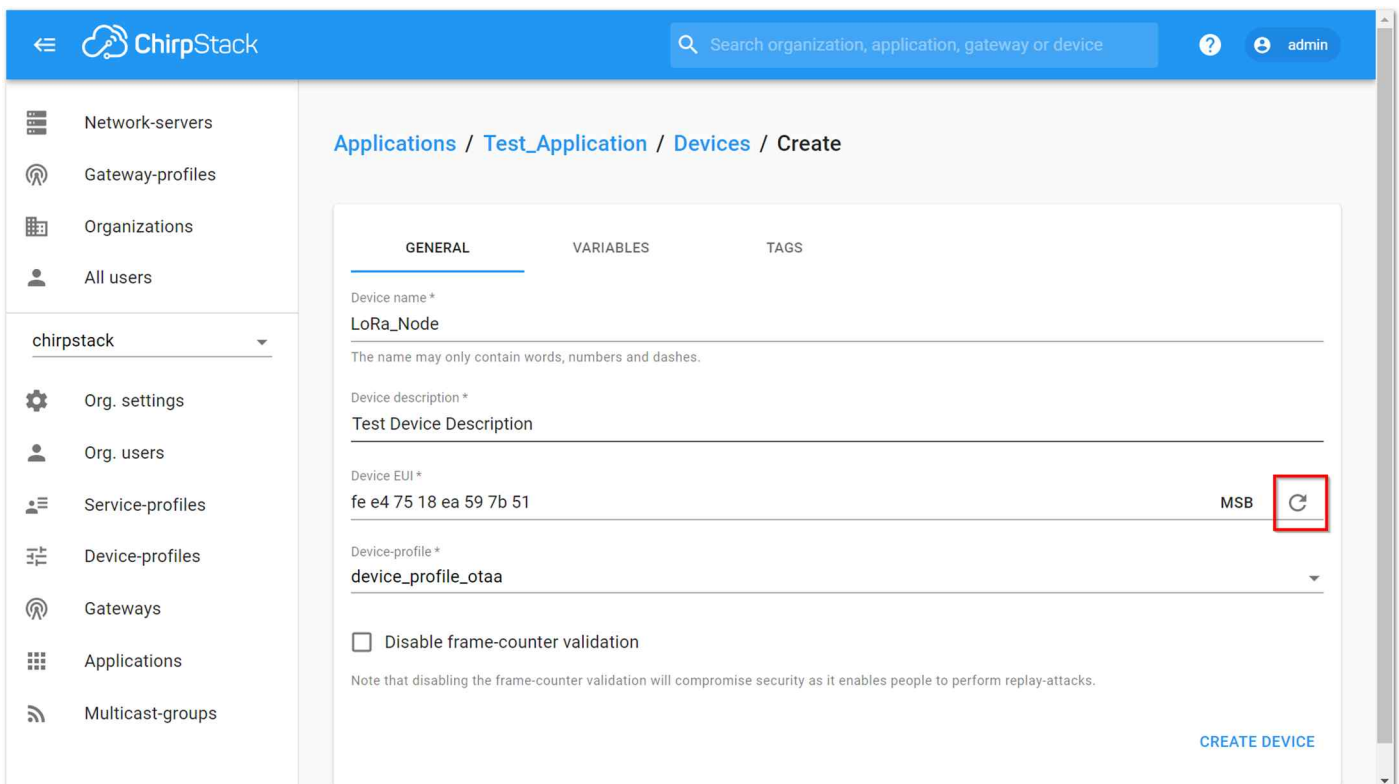 ChirpStack
Search organization, application, gateway or device
? admin
Network-servers
Gateway-profiles
Organizations
All users
chirpstack
Org. settings
Org. users
Service-profiles
Device-profiles
Gateways
Applications
Multicast-groups
Applications / Test_Application / Devices / Create
GENERAL VARIABLES TAGS
Device name *
LoRa_Node
The name may only contain words, numbers and dashes.
Device description *
Test Device Description
Device EUI *
fe e4 75 18 ea 59 7b 51 MSB
Device-profile *
device_profile_otaa
Disable frame-counter validation
Note that disabling the frame-counter validation will compromise security as it enables people to perform replay-attacks.
CREATE DEVICE